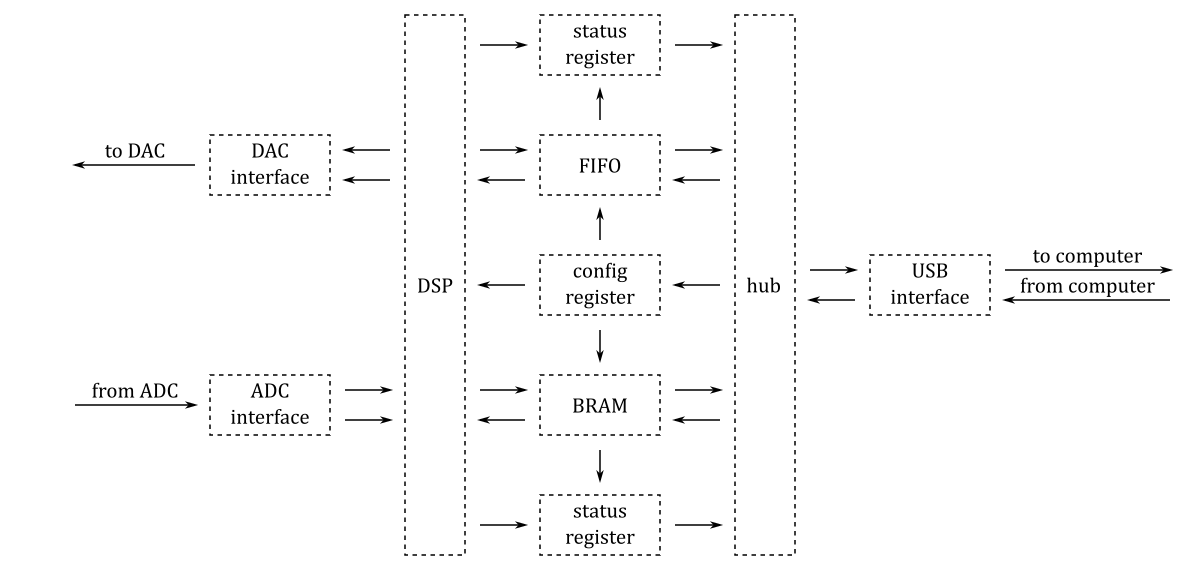 status
register
to DAC
DAC
interface
FIFO
DSP
config
register
hub
USB
interface
to computer
from computer
from ADC
ADC
interface
BRAM
status
register